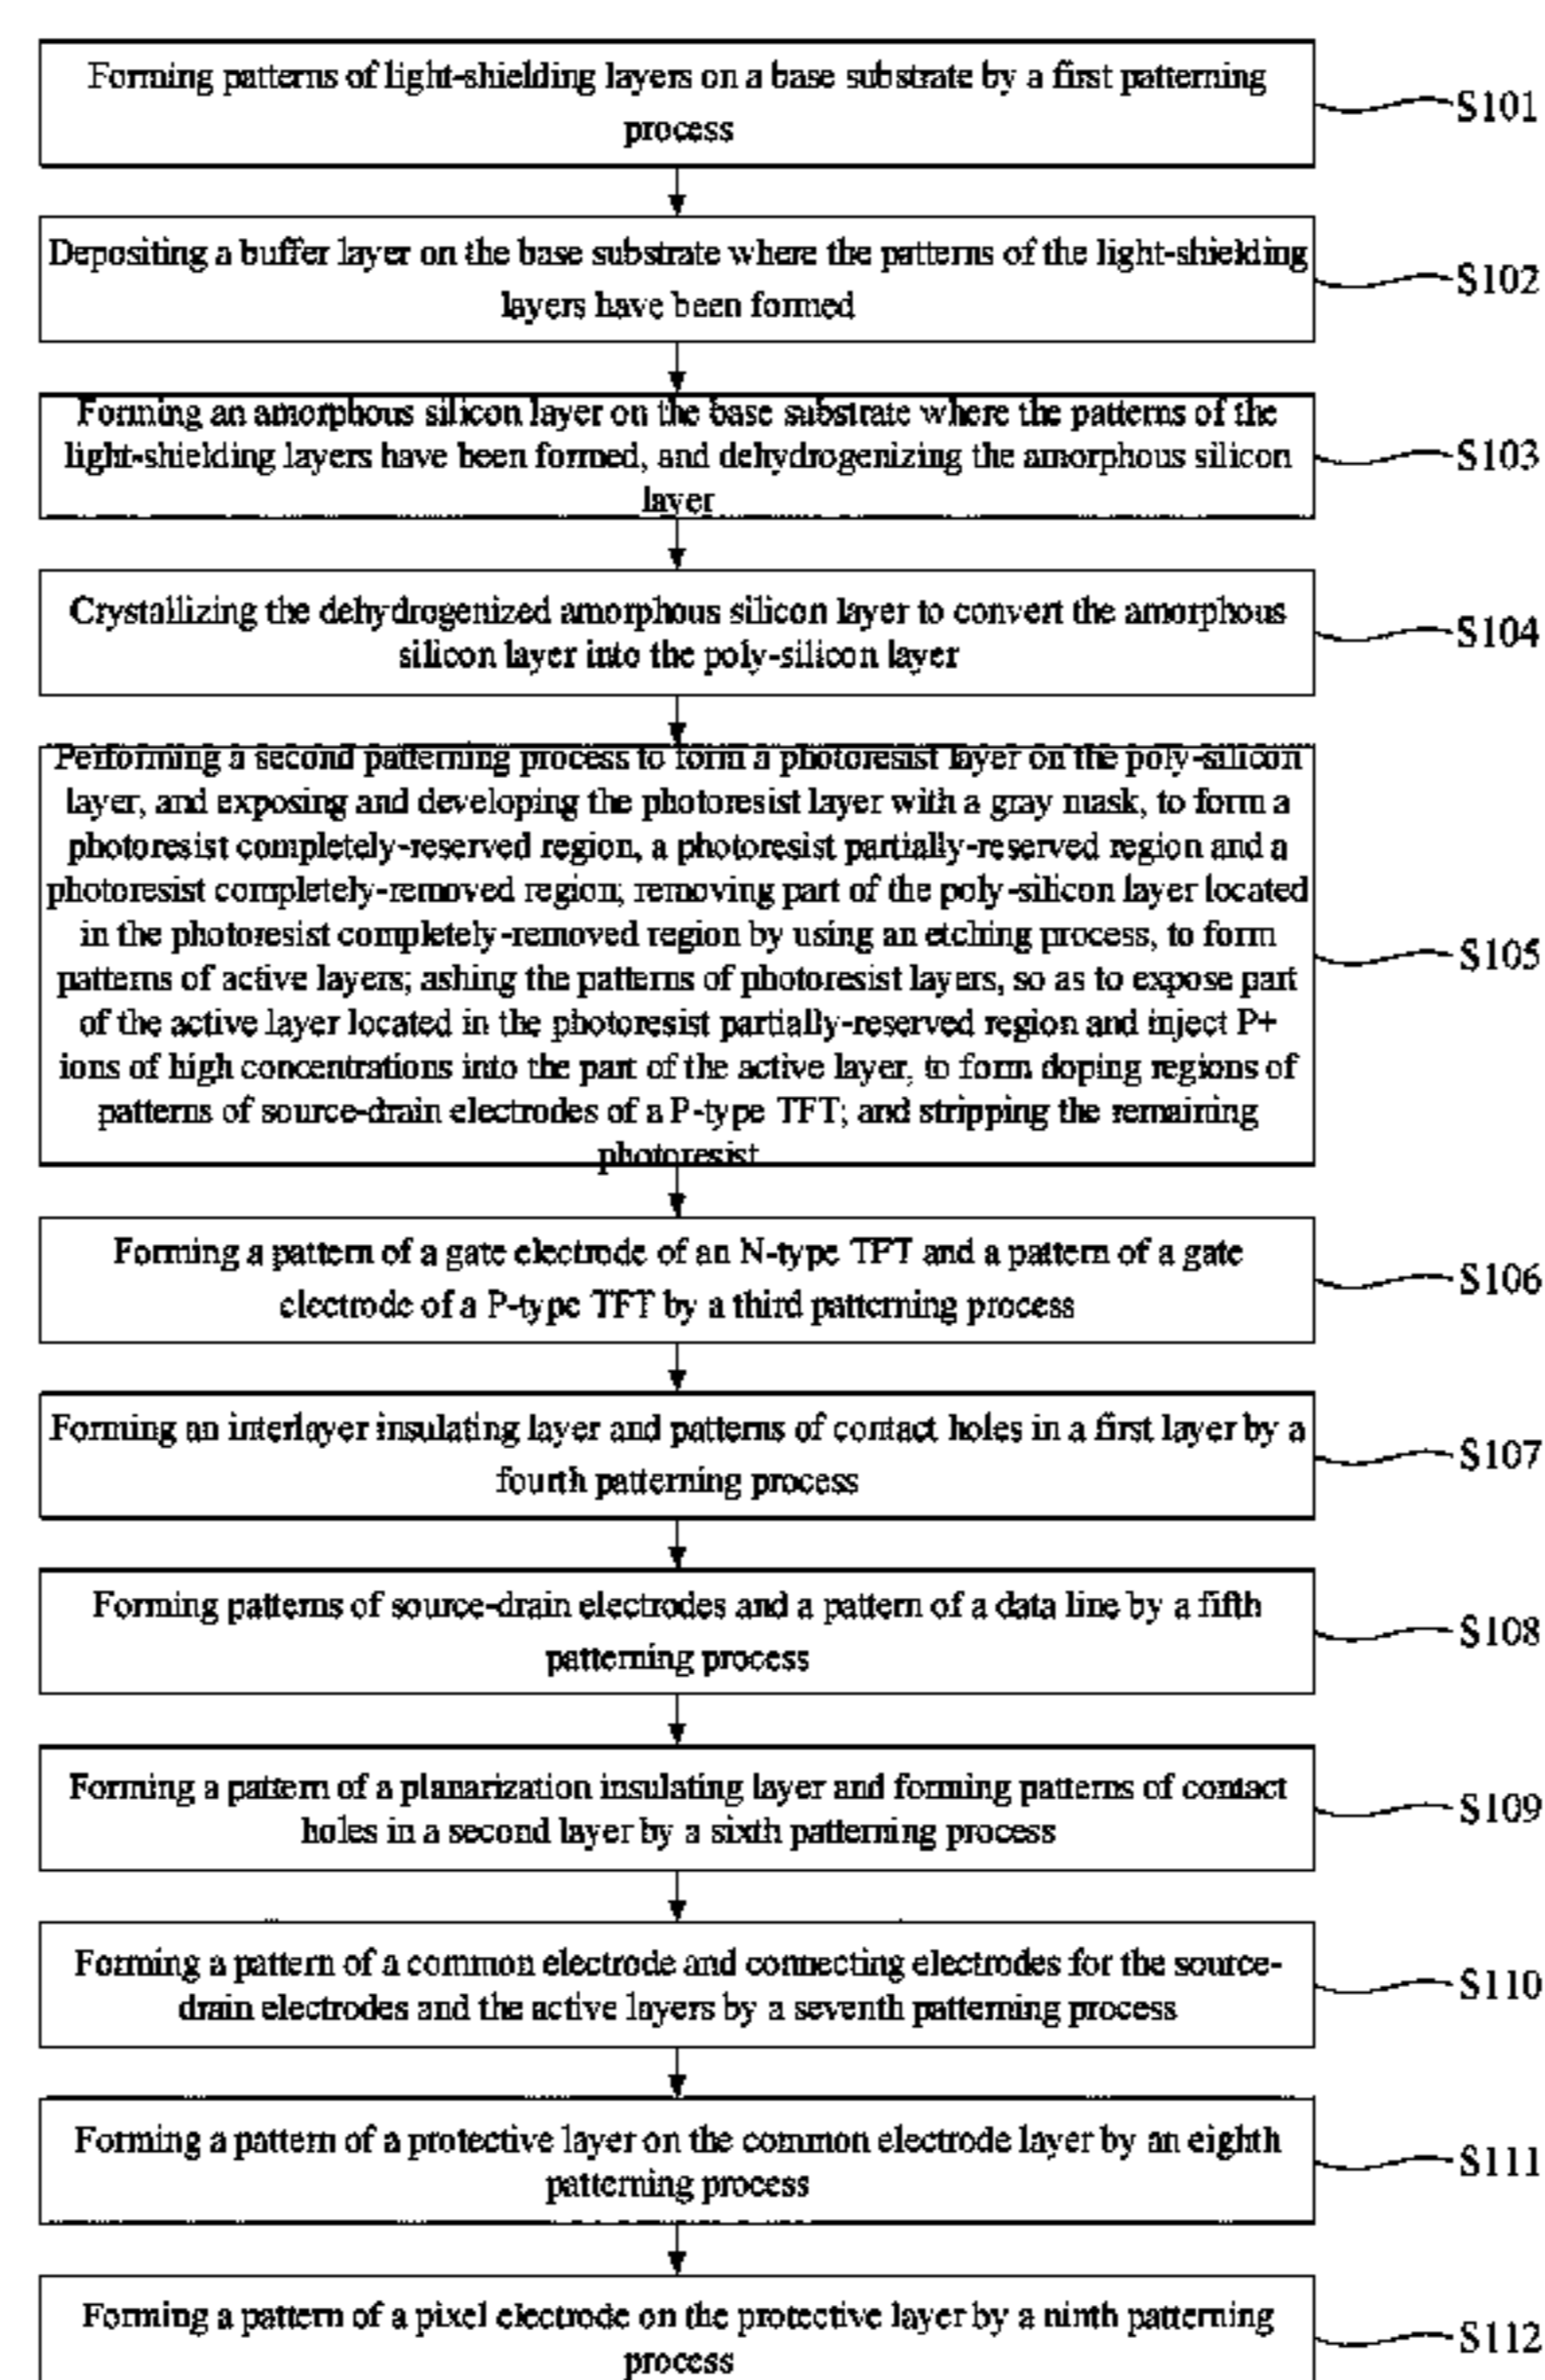 Forming patterns of light-shielding layers on a base substrate by a first patterning
process
S101
Depositing a buffer layer on the base substrate where the patterns of the light-shielding
layers have been formed
S102
Forming an amorphous silicon layer on the base substrate where the patterns of the
light-shielding layers have been formed, and dehydrogenizing the amorphous silicon
layer
S103
Crystallizing the dehydrogenized amorphous silicon layer to convert the amorphous
silicon layer into the poly-silicon layer
S104
Performing a second patterning process to form a photoresist layer on the poly-silicon
layer, and exposing and developing the photoresist layer with a gray mask, to form a
photoresist completely-reserved region, a photoresist partially-reserved region and a
photoresist completely-removed region; removing part of the poly-silicon layer located
in the photoresist completely-removed region by using an etching process, to form
patterns of active layers; ashing the patterns of photoresist layers, so as to expose part
of the active layer located in the photoresist partially-reserved region and inject P+
ions of high concentrations into the part of the active layer, to form doping regions of
patterns of source-drain electrodes of a P-type TFT; and stripping the remaining
photoresist
S105
Forming a pattern of a gate electrode of an N-type TFT and a pattern of a gate
electrode of a P-type TFT by a third patterning process
S106
Forming an interlayer insulating layer and patterns of contact holes in a first layer by a
fourth patterning process
S107
Forming patterns of source-drain electrodes and a pattern of a data line by a fifth
patterning process
S108
Forming a pattern of a planarization insulating layer and forming patterns of contact
holes in a second layer by a sixth patterning process
S109
Forming a pattern of a common electrode and connecting electrodes for the source-
drain electrodes and the active layers by a seventh patterning process
S110
Forming a pattern of a protective layer on the common electrode layer by an eighth
patterning process
S111
Forming a pattern of a pixel electrode on the protective layer by a ninth patterning
process
S112